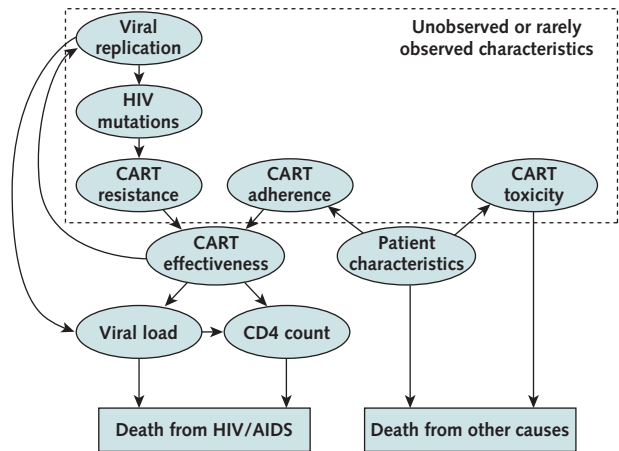 Viral
replication
Unobserved or rarely
observed characteristics
HIV
mutations
CART
resistance
CART
adherence
CART
toxicity
CART
effectiveness
Patient
characteristics
Viral load
CD4 count
Death from HIV/AIDS
Death from other causes